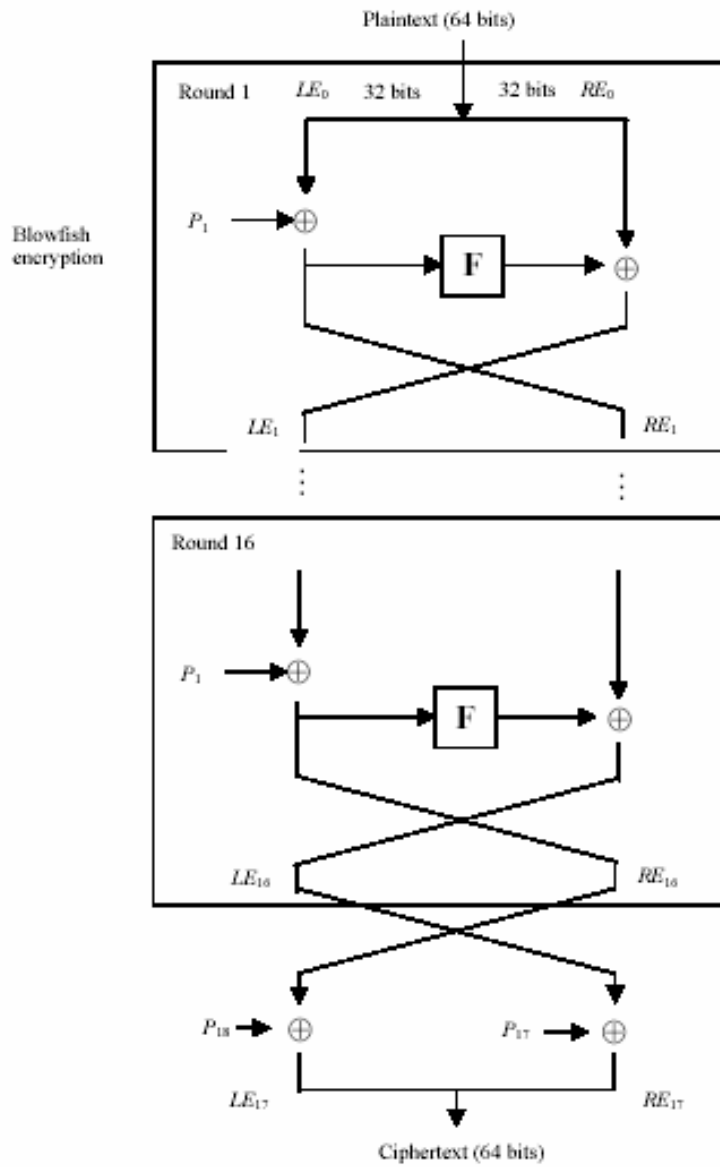 Plaintext (64 bits)
Round 1 LE₀ 32 bits 32 bits RE₀
P₁
Blowfish
encryption
F
LE₁ RE₁
Round 16
P₁
F
LE₁₆ RE₁₆
P₁₈ P₁₇
LE₁₇ RE₁₇
Ciphertext (64 bits)